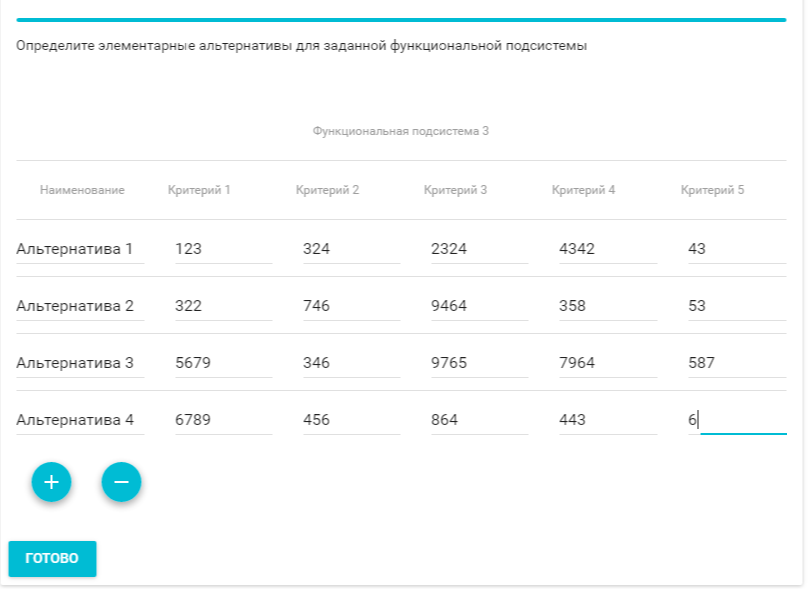 Определите элементарные альтернативы для заданной функциональной подсистемы
Функциональная подсистема 3
Наименование Критерий 1 Критерий 2 Критерий 3 Критерий 4 Критерий 5
Альтернатива 1 123 324 2324 4342 43
Альтернатива 2 322 746 9464 358 53
Альтернатива 3 5679 346 9765 7964 587
Альтернатива 4 6789 456 864 443 6
+ −
ГОТОВО